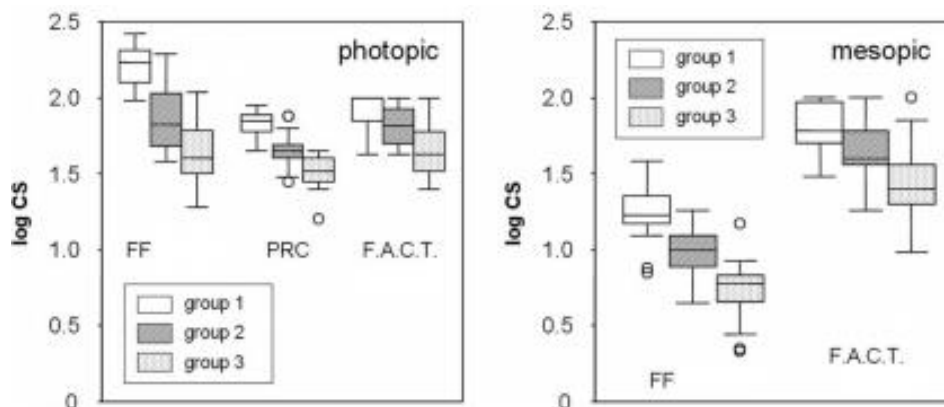 photopic
log CS
2.5
2.0
1.5
1.0
0.5
0
FF
PRC
F.A.C.T.
group 1
group 2
group 3
mesopic
log CS
2.5
2.0
1.5
1.0
0.5
0
group 1
group 2
group 3
FF
F.A.C.T.